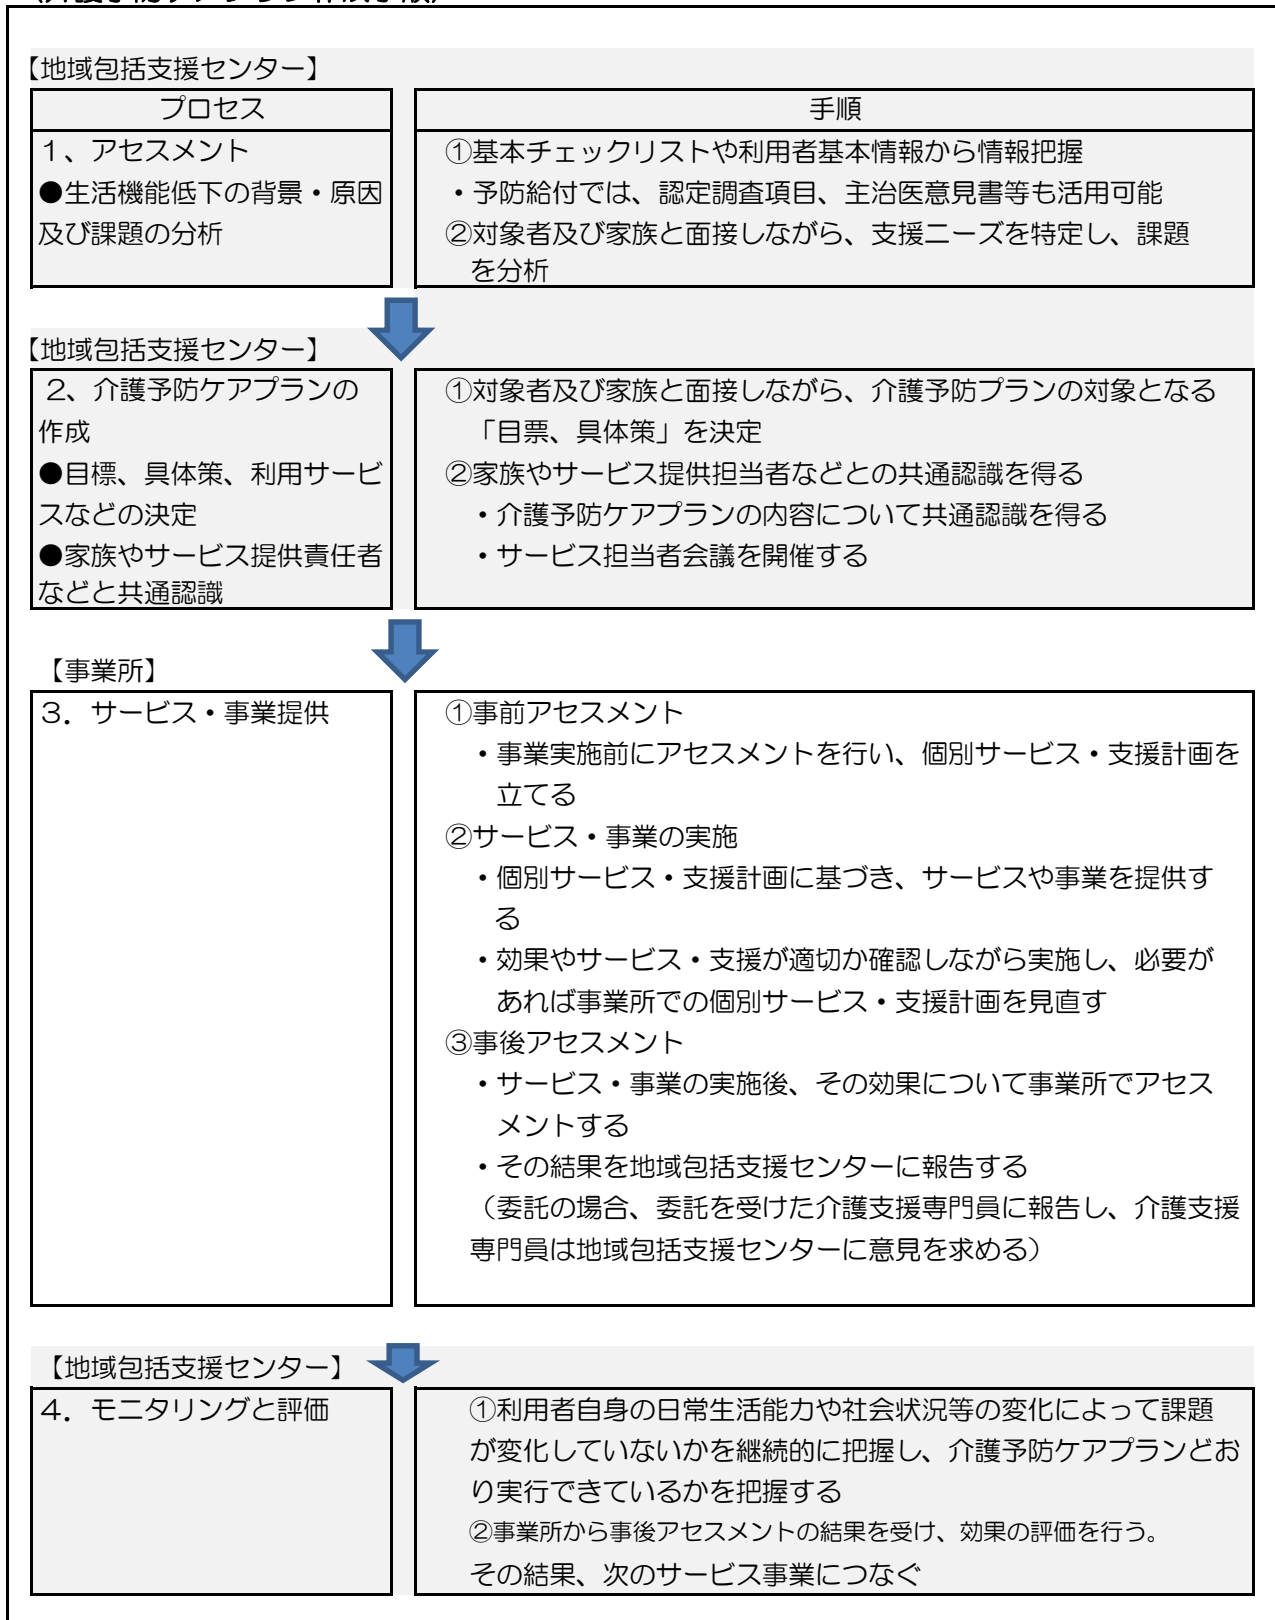 【地域包括支援センター】
プロセス
手順
１、アセスメント
●生活機能低下の背景・原因
及び課題の分析
①基本チェックリストや利用者基本情報から情報把握
・予防給付では、認定調査項目、主治医意見書等も活用可能
②対象者及び家族と面接しながら、支援ニーズを特定し、課題
を分析
【地域包括支援センター】
２、介護予防ケアプランの
作成
●目標、具体策、利用サービ
スなどの決定
●家族やサービス提供責任者
などと共通認識
①対象者及び家族と面接しながら、介護予防プランの対象となる
「目票、具体策」を決定
②家族やサービス提供担当者などとの共通認識を得る
・介護予防ケアプランの内容について共通認識を得る
・サービス担当者会議を開催する
【事業所】
３．サービス・事業提供
①事前アセスメント
・事業実施前にアセスメントを行い、個別サービス・支援計画を
立てる
②サービス・事業の実施
・個別サービス・支援計画に基づき、サービスや事業を提供す
る
・効果やサービス・支援が適切か確認しながら実施し、必要が
あれば事業所での個別サービス・支援計画を見直す
③事後アセスメント
・サービス・事業の実施後、その効果について事業所でアセス
メントする
・その結果を地域包括支援センターに報告する
（委託の場合、委託を受けた介護支援専門員に報告し、介護支援
専門員は地域包括支援センターに意見を求める）
【地域包括支援センター】
４．モニタリングと評価
①利用者自身の日常生活能力や社会状況等の変化によって課題
が変化していないかを継続的に把握し、介護予防ケアプランどお
り実行できているかを把握する
②事業所から事後アセスメントの結果を受け、効果の評価を行う。
その結果、次のサービス事業につなぐ